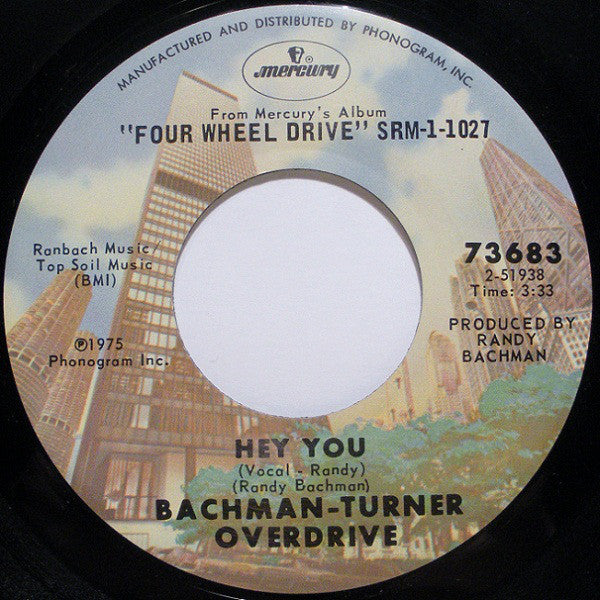 MANUFACTURED AND DISTRIBUTED BY PHONOGRAM, INC.
mercury
From Mercury's Album
"FOUR WHEEL DRIVE" SRM-1-1027
Ranbach Music/
Top Soil Music
(BMI)
73683
2-51938
Time: 3:33
PRODUCED BY
RANDY
BACHMAN
℗1975
Phonogram Inc.
HEY YOU
(Vocal - Randy)
(Randy Bachman)
BACHMAN-TURNER
OVERDRIVE